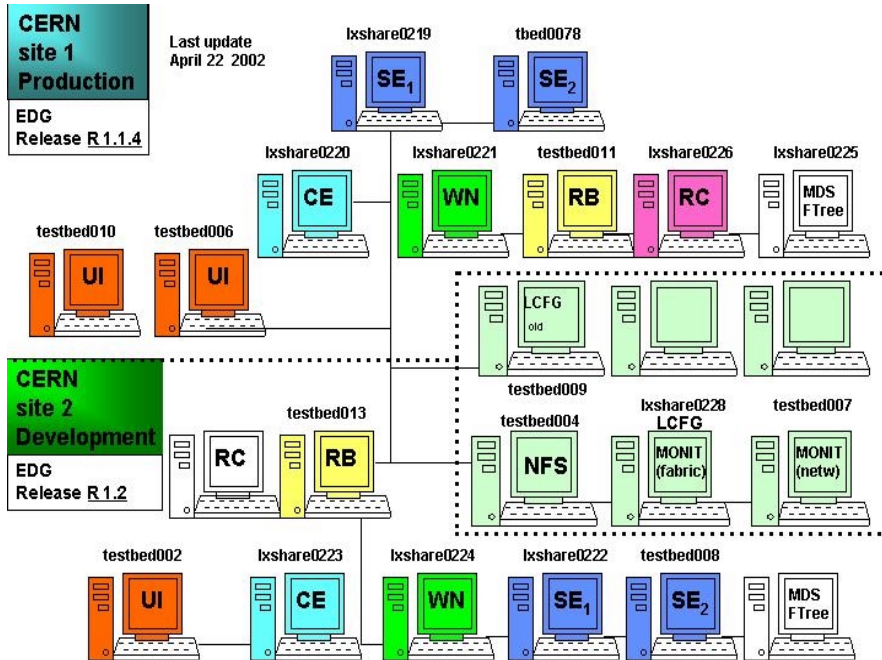 CERN
site 1
Production
EDG
Release R 1.1.4
Last update
April 22 2002
lxshare0219
tbed0078
SE1
SE2
lxshare0220
lxshare0221
testbed011
lxshare0226
lxshare0225
CE
WN
RB
RC
MDS
FTree
testbed010
testbed006
UI
UI
LCFG
old
testbed009
CERN
site 2
Development
EDG
Release R 1.2
testbed013
RC
RB
testbed004
lxshare0228
LCFG
testbed007
NFS
MONIT
(fabric)
MONIT
(netw)
testbed002
lxshare0223
lxshare0224
lxshare0222
testbed008
UI
CE
WN
SE1
SE2
MDS
FTree